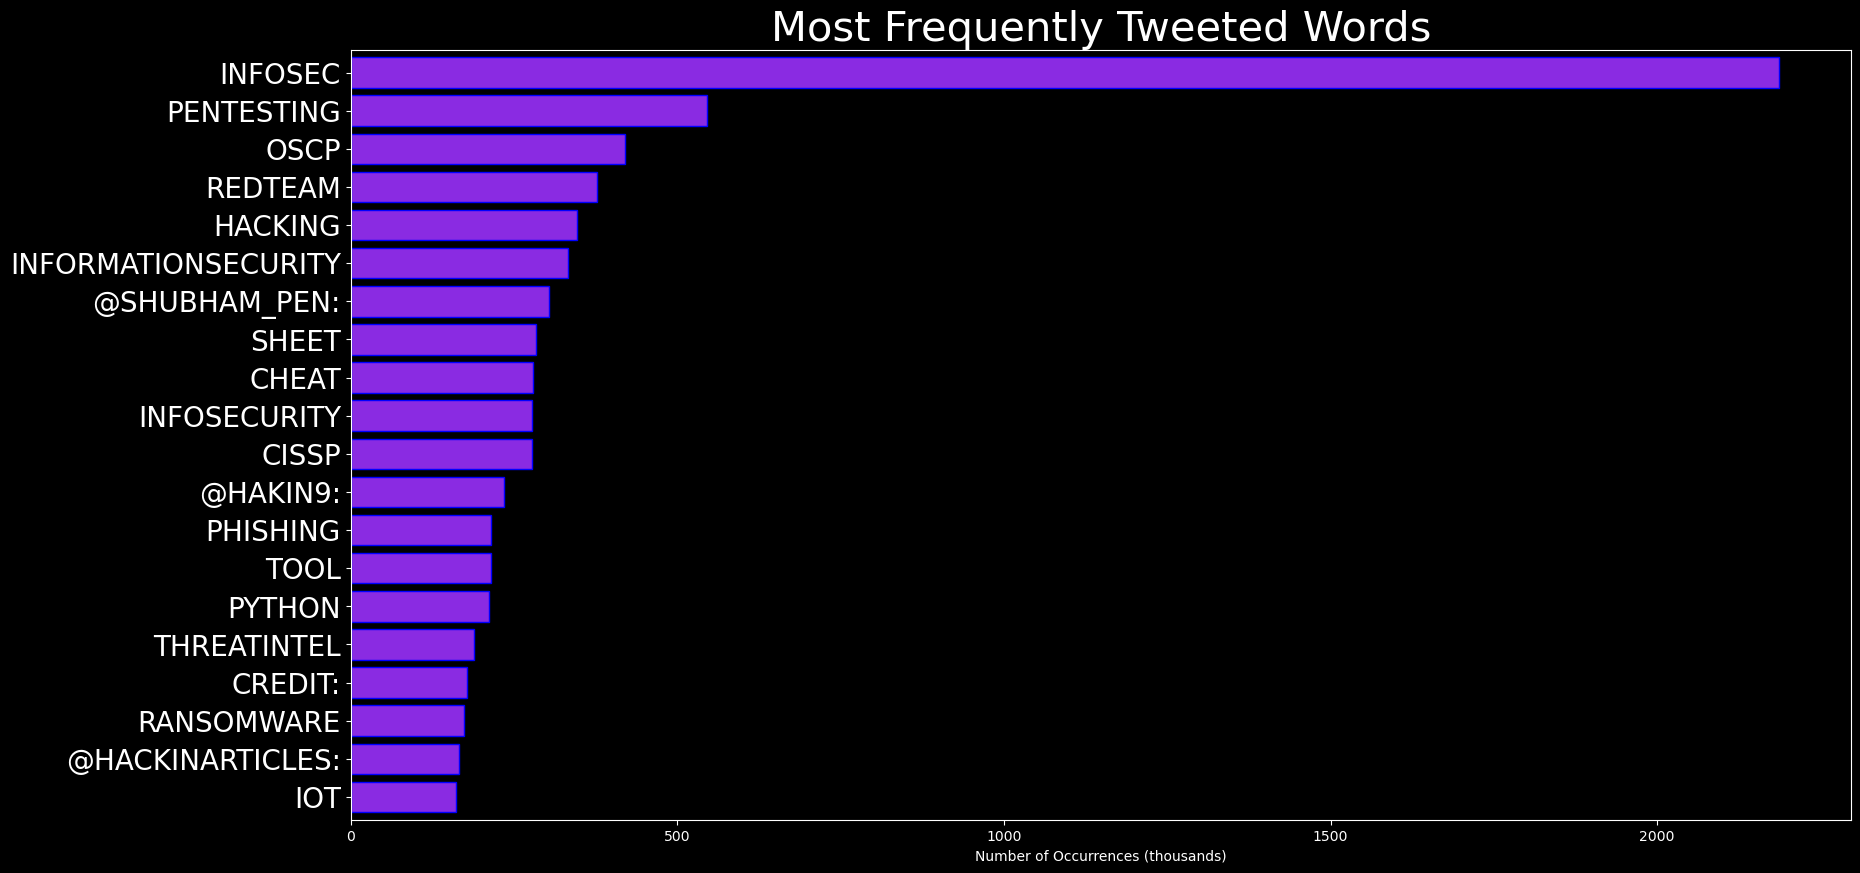 Most Frequently Tweeted Words
INFOSEC
PENTESTING
OSCP
REDTEAM
HACKING
INFORMATIONSECURITY
@SHUBHAM_PEN:
SHEET
CHEAT
INFOSECURITY
CISSP
@HAKIN9:
PHISHING
TOOL
PYTHON
THREATINTEL
CREDIT:
RANSOMWARE
@HACKINARTICLES:
IOT
0 500 1000 1500 2000
Number of Occurrences (thousands)